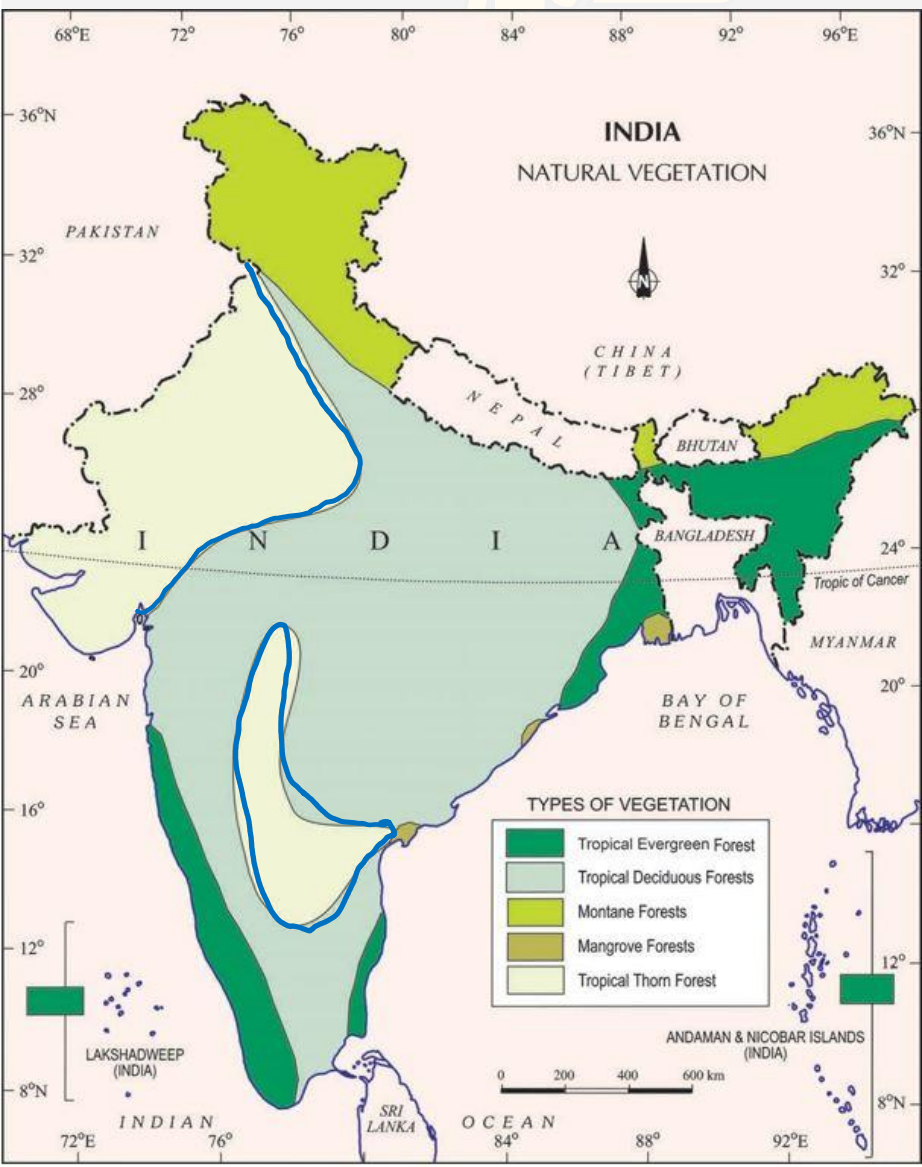 68°E 72° 76° 80° 84° 88° 92° 96°E
36°N
36°N
INDIA
NATURAL VEGETATION
PAKISTAN
N
32°
32°
CHINA
(TIBET)
28°
NEPAL
BHUTAN
INDIA
BANGLADESH
24°
Tropic of Cancer
MYANMAR
20°
20°
ARABIAN
SEA
BAY OF
BENGAL
16°
TYPES OF VEGETATION
Tropical Evergreen Forest
Tropical Deciduous Forests
Montane Forests
Mangrove Forests
Tropical Thorn Forest
12°
12°
LAKSHADWEEP
(INDIA)
ANDAMAN & NICOBAR ISLANDS
(INDIA)
0 200 400 600 km
8°N
8°N
INDIAN OCEAN
SRI
LANKA
72°E 76° 84° 88° 92°E